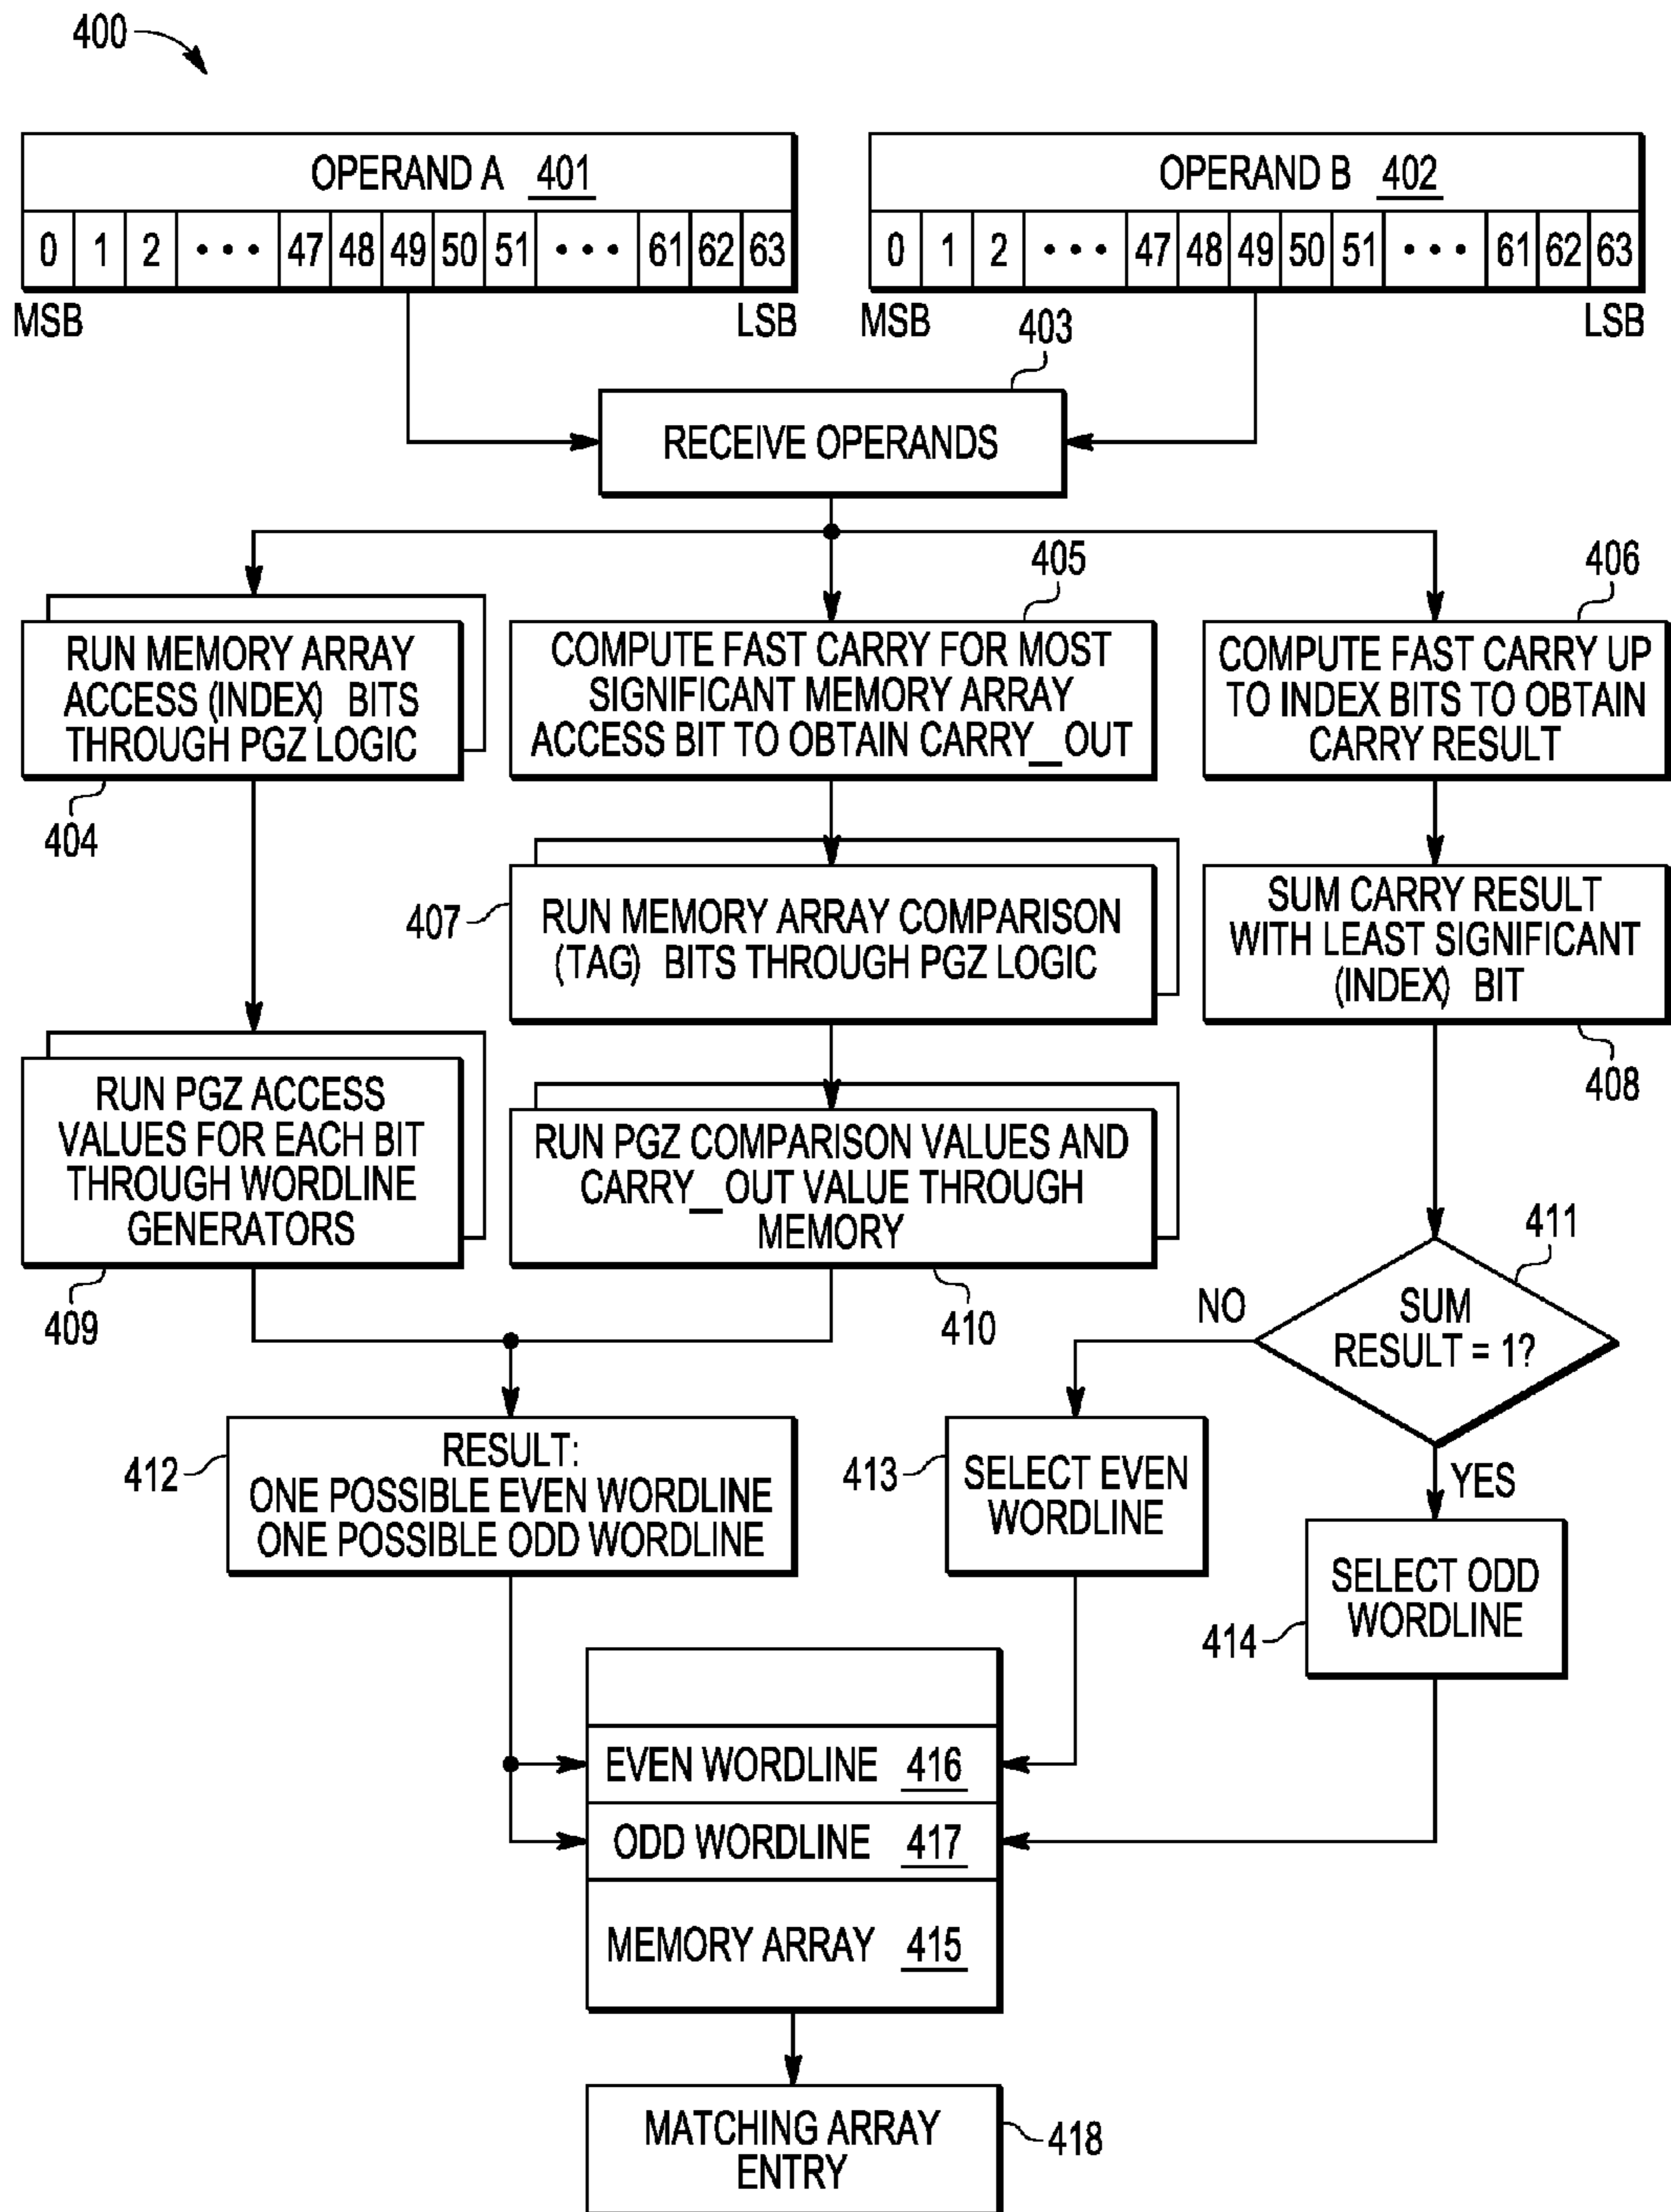 400
OPERAND A 401
0 1 2 • • • 47 48 49 50 51 • • • 61 62 63
MSB LSB
OPERAND B 402
0 1 2 • • • 47 48 49 50 51 • • • 61 62 63
MSB LSB
403
RECEIVE OPERANDS
404
RUN MEMORY ARRAY
ACCESS (INDEX) BITS
THROUGH PGZ LOGIC
405
COMPUTE FAST CARRY FOR MOST
SIGNIFICANT MEMORY ARRAY
ACCESS BIT TO OBTAIN CARRY__OUT
406
COMPUTE FAST CARRY UP
TO INDEX BITS TO OBTAIN
CARRY RESULT
407
RUN MEMORY ARRAY COMPARISON
(TAG) BITS THROUGH PGZ LOGIC
SUM CARRY RESULT
WITH LEAST SIGNIFICANT
(INDEX) BIT
408
RUN PGZ ACCESS
VALUES FOR EACH BIT
THROUGH WORDLINE
GENERATORS
409
RUN PGZ COMPARISON VALUES AND
CARRY__OUT VALUE THROUGH
MEMORY
410
411
SUM
RESULT = 1?
NO
YES
412
RESULT:
ONE POSSIBLE EVEN WORDLINE
ONE POSSIBLE ODD WORDLINE
413
SELECT EVEN
WORDLINE
414
SELECT ODD
WORDLINE
EVEN WORDLINE 416
ODD WORDLINE 417
MEMORY ARRAY 415
MATCHING ARRAY
ENTRY
418